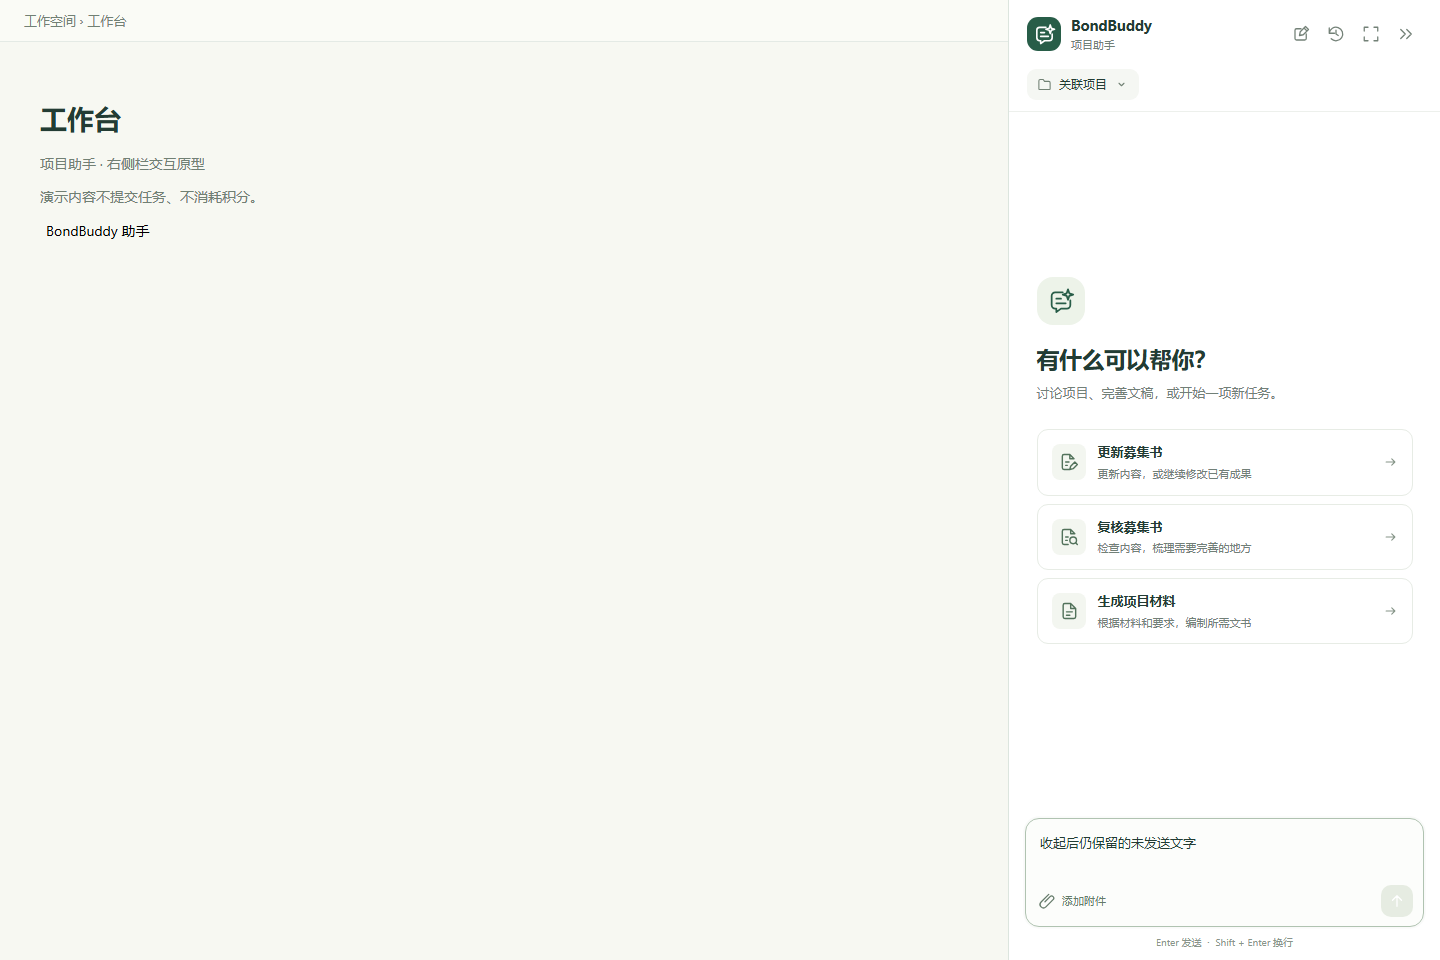 工作空间 › 工作台
工作台
项目助手 · 右侧栏交互原型
演示内容不提交任务、不消耗积分。
BondBuddy 助手
BondBuddy
项目助手
关联项目
有什么可以帮你？
讨论项目、完善文稿，或开始一项新任务。
更新募集书
更新内容，或继续修改已有成果
复核募集书
检查内容，梳理需要完善的地方
生成项目材料
根据材料和要求，编制所需文书
收起后仍保留的未发送文字
添加附件
Enter 发送 · Shift + Enter 换行